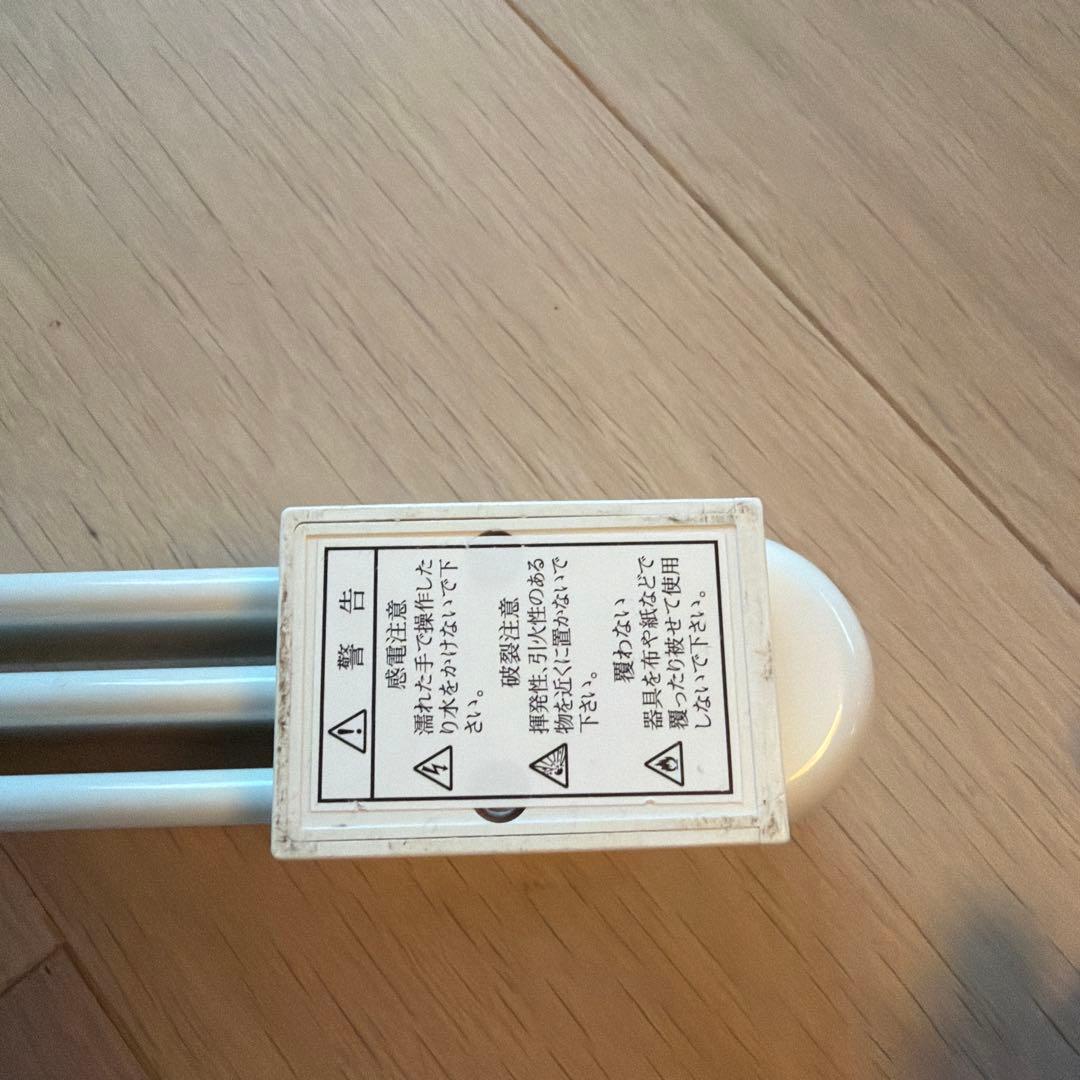 警 告
感電注意
濡れた手で操作した
り水をかけないで下
さい。
破裂注意
揮発性、引火性のある
物を近くに置かないで
下さい。
覆わない
器具を布や紙などで
覆ったり被せて使用
しないで下さい。